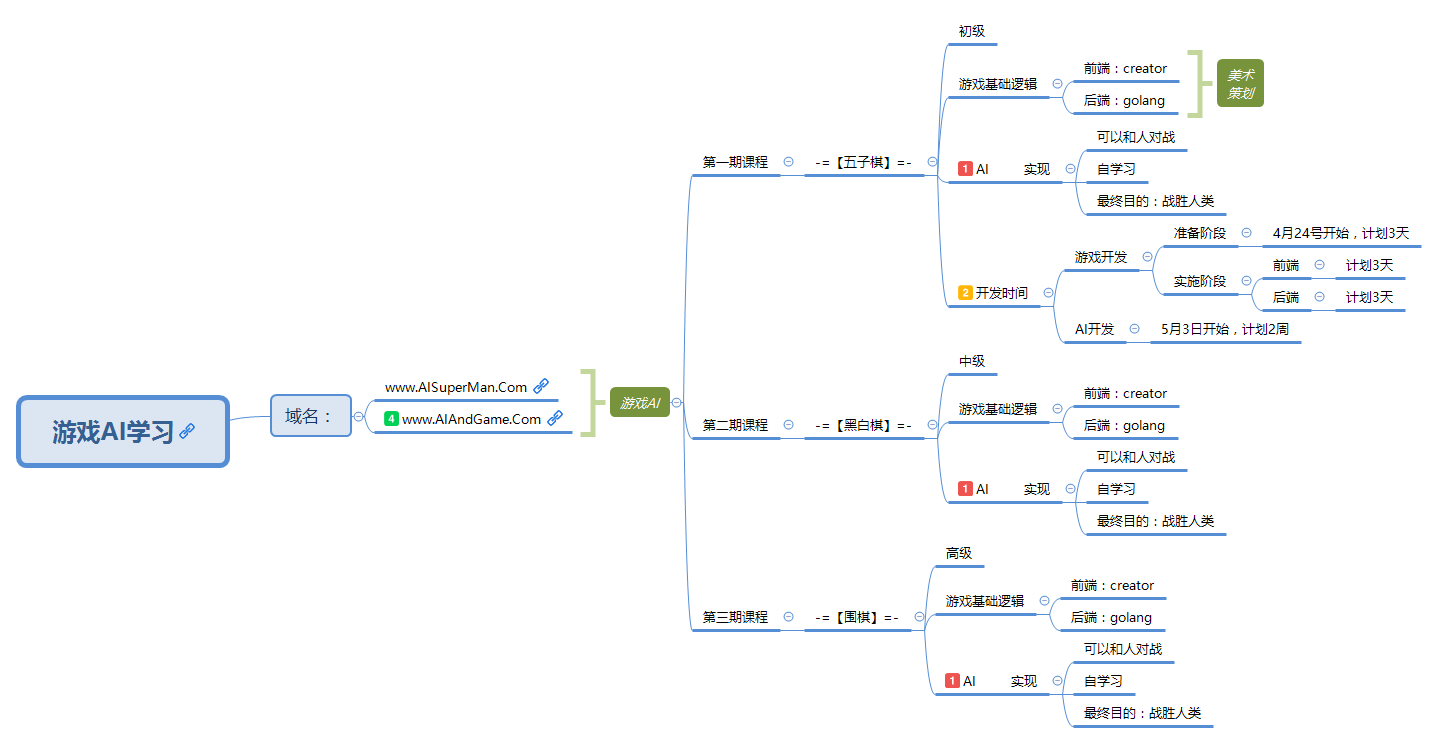 游戏AI学习
域名：
www.AISuperMan.Com
4 www.AIAndGame.Com
游戏AI
第一期课程
-=【五子棋】=-
初级
游戏基础逻辑
前端：creator
后端：golang
美术
策划
1 AI 实现
可以和人对战
自学习
最终目的：战胜人类
2 开发时间
游戏开发
准备阶段
4月24号开始，计划3天
实施阶段
前端
计划3天
后端
计划3天
AI开发
5月3日开始，计划2周
第二期课程
-=【黑白棋】=-
中级
游戏基础逻辑
前端：creator
后端：golang
1 AI 实现
可以和人对战
自学习
最终目的：战胜人类
第三期课程
-=【围棋】=-
高级
游戏基础逻辑
前端：creator
后端：golang
1 AI 实现
可以和人对战
自学习
最终目的：战胜人类